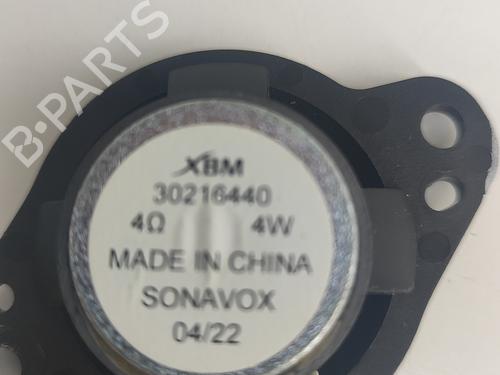 B-PARTS
XBM
30216440
4Ω 4W
MADE IN CHINA
SONAVOX
04/22